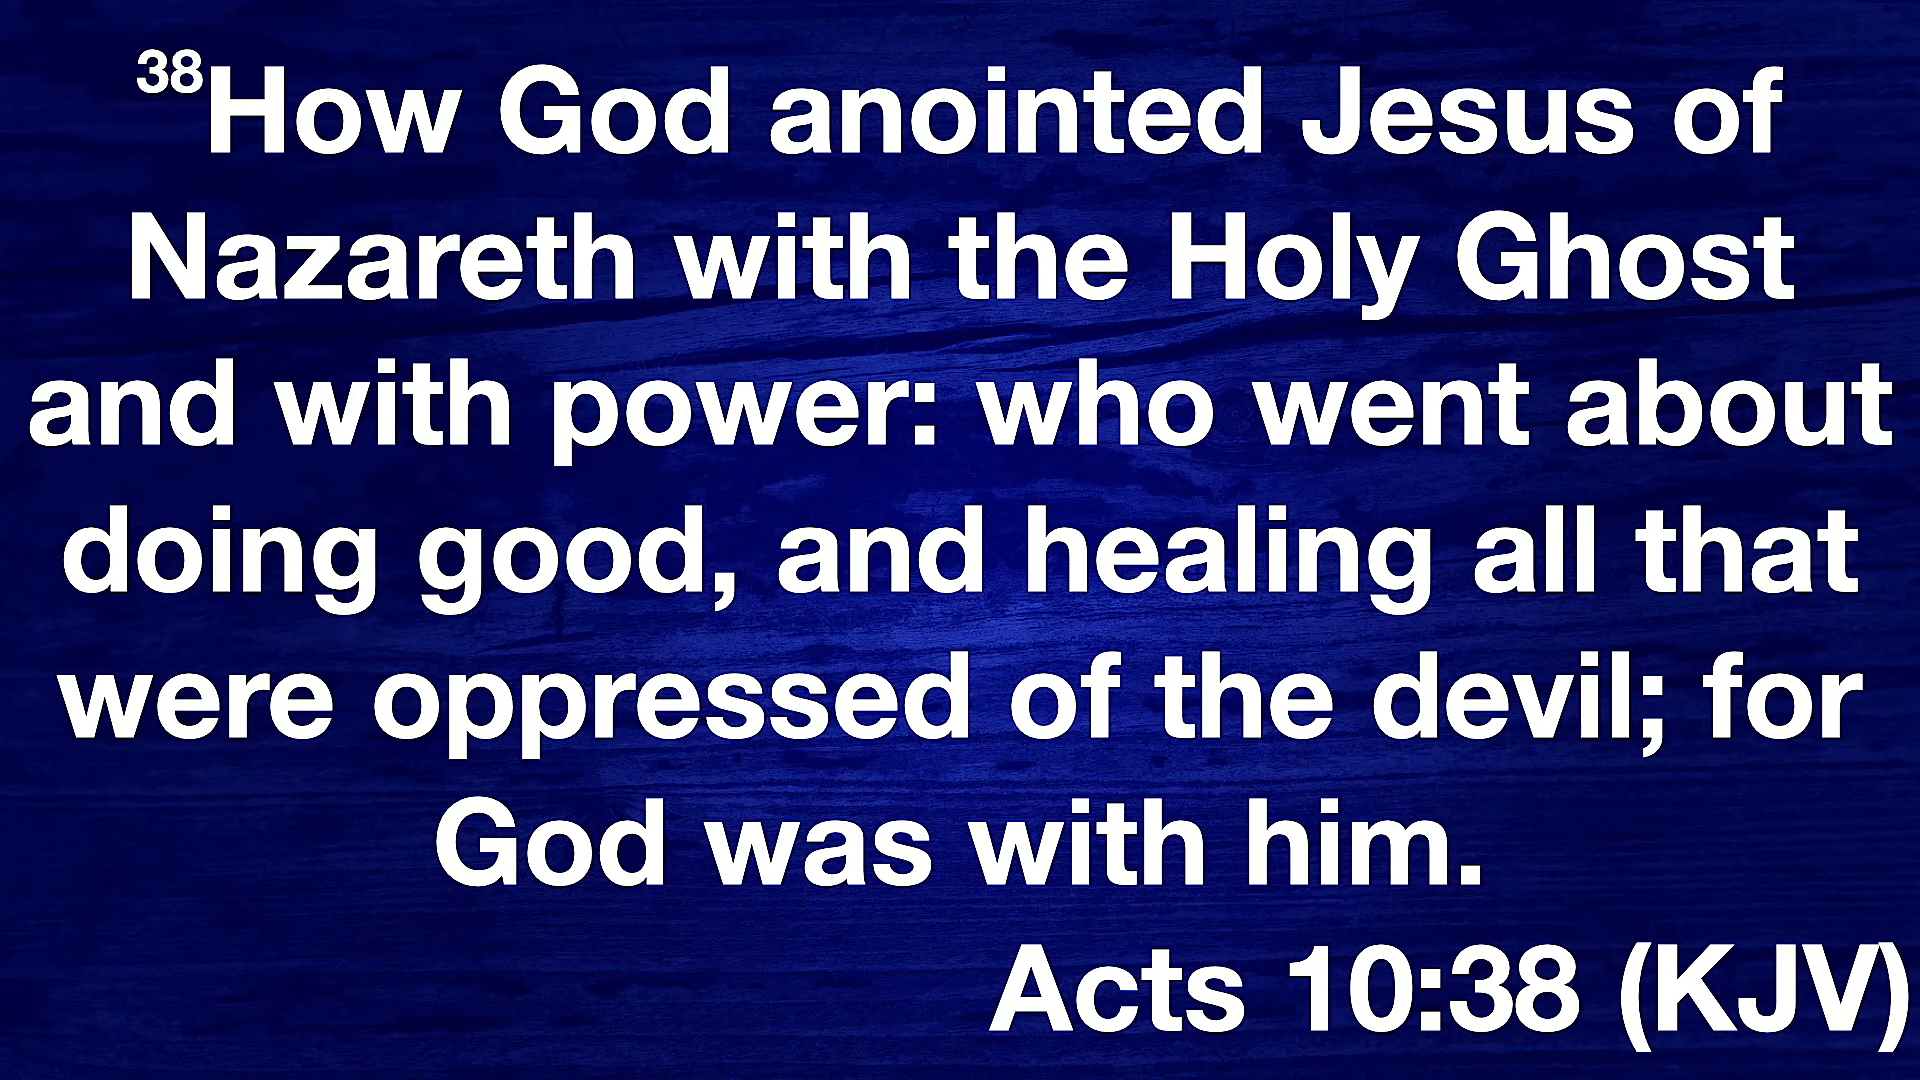 38How God anointed Jesus of
Nazareth with the Holy Ghost
and with power: who went about
doing good, and healing all that
were oppressed of the devil; for
God was with him.
Acts 10:38 (KJV)